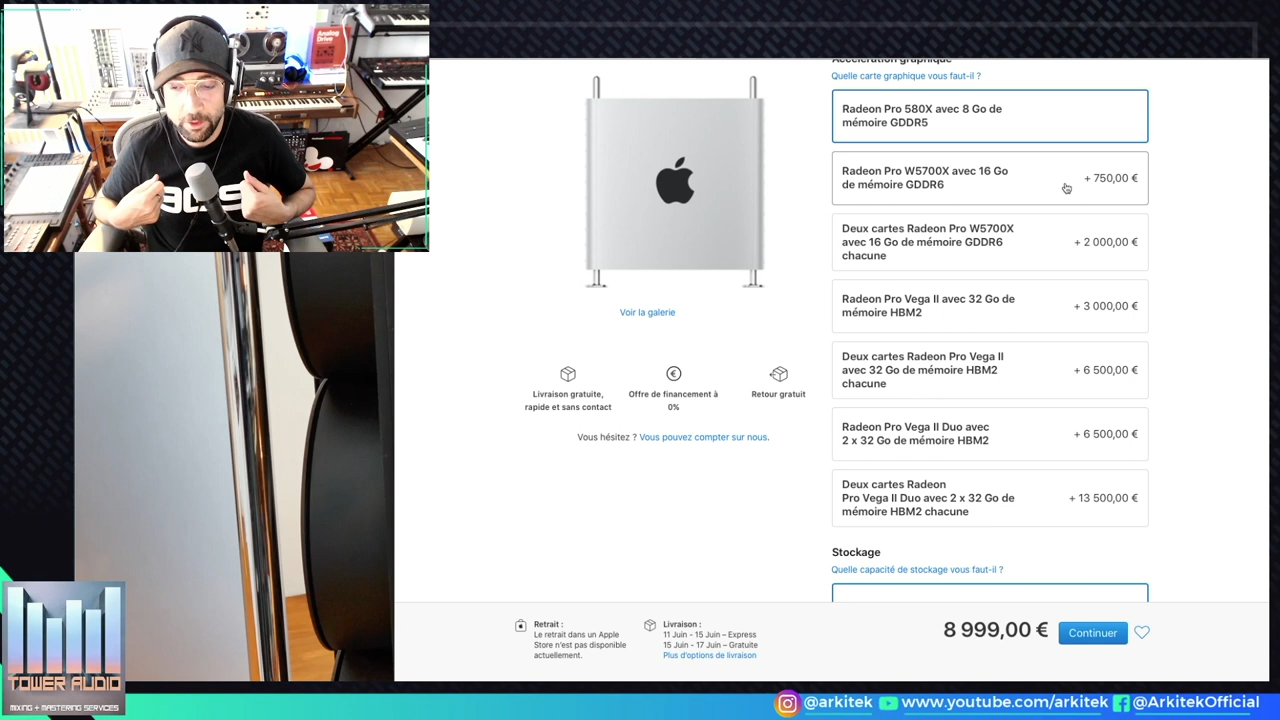 Analog
Drive
Accélération graphique
Quelle carte graphique vous faut-il ?
Radeon Pro 580X avec 8 Go de
mémoire GDDR5
Radeon Pro W5700X avec 16 Go
de mémoire GDDR6
+ 750,00 €
Deux cartes Radeon Pro W5700X
avec 16 Go de mémoire GDDR6
chacune
+ 2 000,00 €
Radeon Pro Vega II avec 32 Go de
mémoire HBM2
+ 3 000,00 €
Deux cartes Radeon Pro Vega II
avec 32 Go de mémoire HBM2
chacune
+ 6 500,00 €
Radeon Pro Vega II Duo avec
2 x 32 Go de mémoire HBM2
+ 6 500,00 €
Deux cartes Radeon
Pro Vega II Duo avec 2 x 32 Go de
mémoire HBM2 chacune
+ 13 500,00 €
Stockage
Quelle capacité de stockage vous faut-il ?
Voir la galerie
Livraison gratuite,
rapide et sans contact
Offre de financement à
0%
Retour gratuit
Vous hésitez ? Vous pouvez compter sur nous.
Retrait :
Le retrait dans un Apple
Store n'est pas disponible
actuellement.
Livraison :
11 Juin - 15 Juin – Express
15 Juin - 17 Juin – Gratuite
Plus d'options de livraison
8 999,00 €
Continuer
TOWER AUDIO
MIXING + MASTERING SERVICES
@arkitek
www.youtube.com/arkitek
@ArkitekOfficial